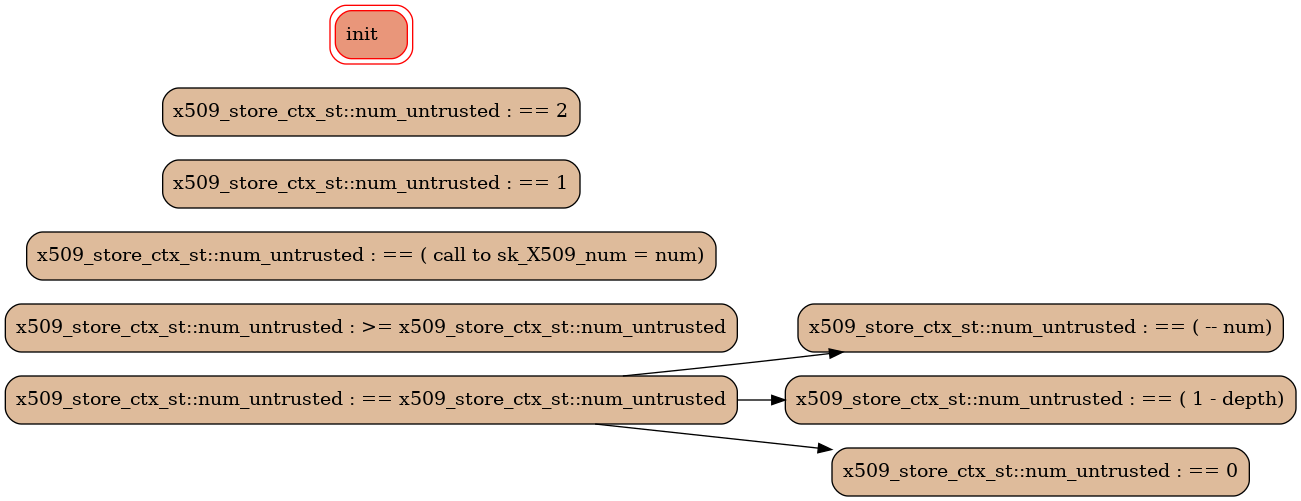 init
x509_store_ctx_st::num_untrusted : == 2
x509_store_ctx_st::num_untrusted : == 1
x509_store_ctx_st::num_untrusted : == ( call to sk_X509_num = num)
x509_store_ctx_st::num_untrusted : >= x509_store_ctx_st::num_untrusted
x509_store_ctx_st::num_untrusted : == ( -- num)
x509_store_ctx_st::num_untrusted : == x509_store_ctx_st::num_untrusted
x509_store_ctx_st::num_untrusted : == ( 1 - depth)
x509_store_ctx_st::num_untrusted : == 0